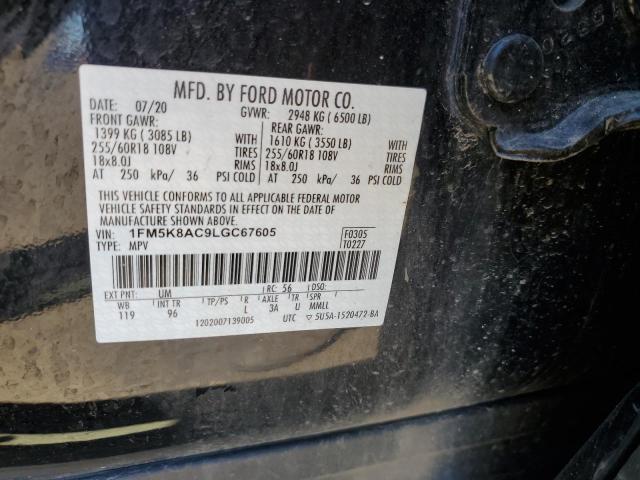 MFD. BY FORD MOTOR CO.
DATE: 07/20 GVWR: 2948 KG ( 6500 LB)
FRONT GAWR: REAR GAWR:
1399 KG ( 3085 LB) WITH 1610 KG ( 3550 LB) WITH
255/60R18 108V TIRES 255/60R18 108V TIRES
18x8.0J RIMS 18x8.0J RIMS
AT 250 kPa/ 36 PSI COLD AT 250 kPa/ 36 PSI COLD
THIS VEHICLE CONFORMS TO ALL APPLICABLE FEDERAL MOTOR
VEHICLE SAFETY STANDARDS IN EFFECT ON THE DATE OF
MANUFACTURE SHOWN ABOVE.
VIN: 1FM5K8AC9LGC67605 F0305
TYPE: MPV T0227
EXT PNT: UM RC: 56 DSO:
WB INT TR TP/PS R AXLE TR SPR
119 96 L 3A U MMLL
1202007139005 UTC ▽ 5U5A-1520472-BA